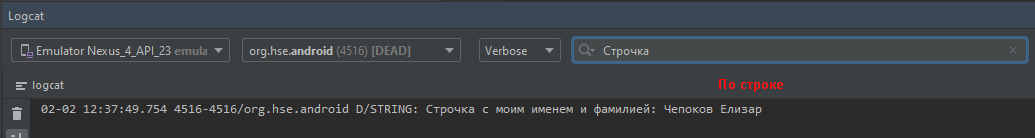 Logcat
Emulator Nexus_4_API_23 emula
org.hse.android (4516) [DEAD]
Verbose
Строчка
logcat
По строке
02-02 12:37:49.754 4516-4516/org.hse.android D/STRING: Строчка с моим именем и фамилией: Чепоков Елизар